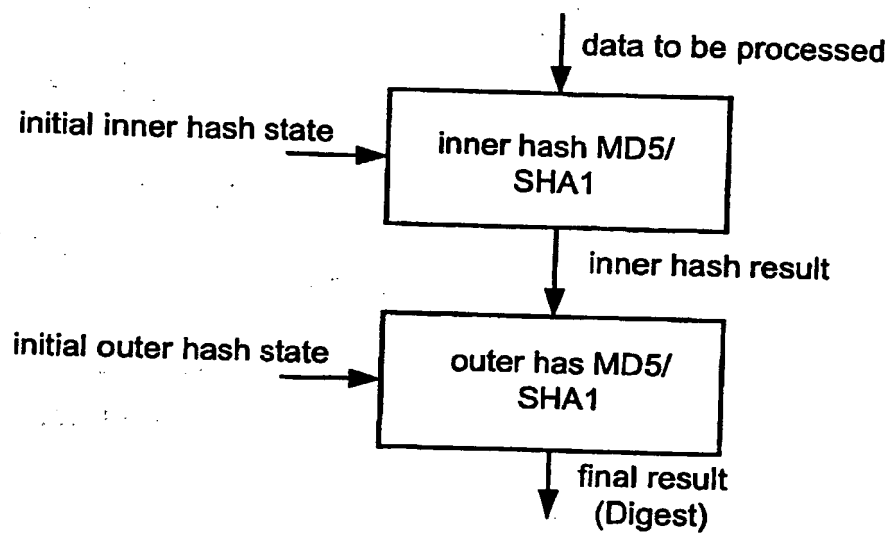 data to be processed
initial inner hash state
inner hash MD5/
SHA1
inner hash result
initial outer hash state
outer has MD5/
SHA1
final result
(Digest)